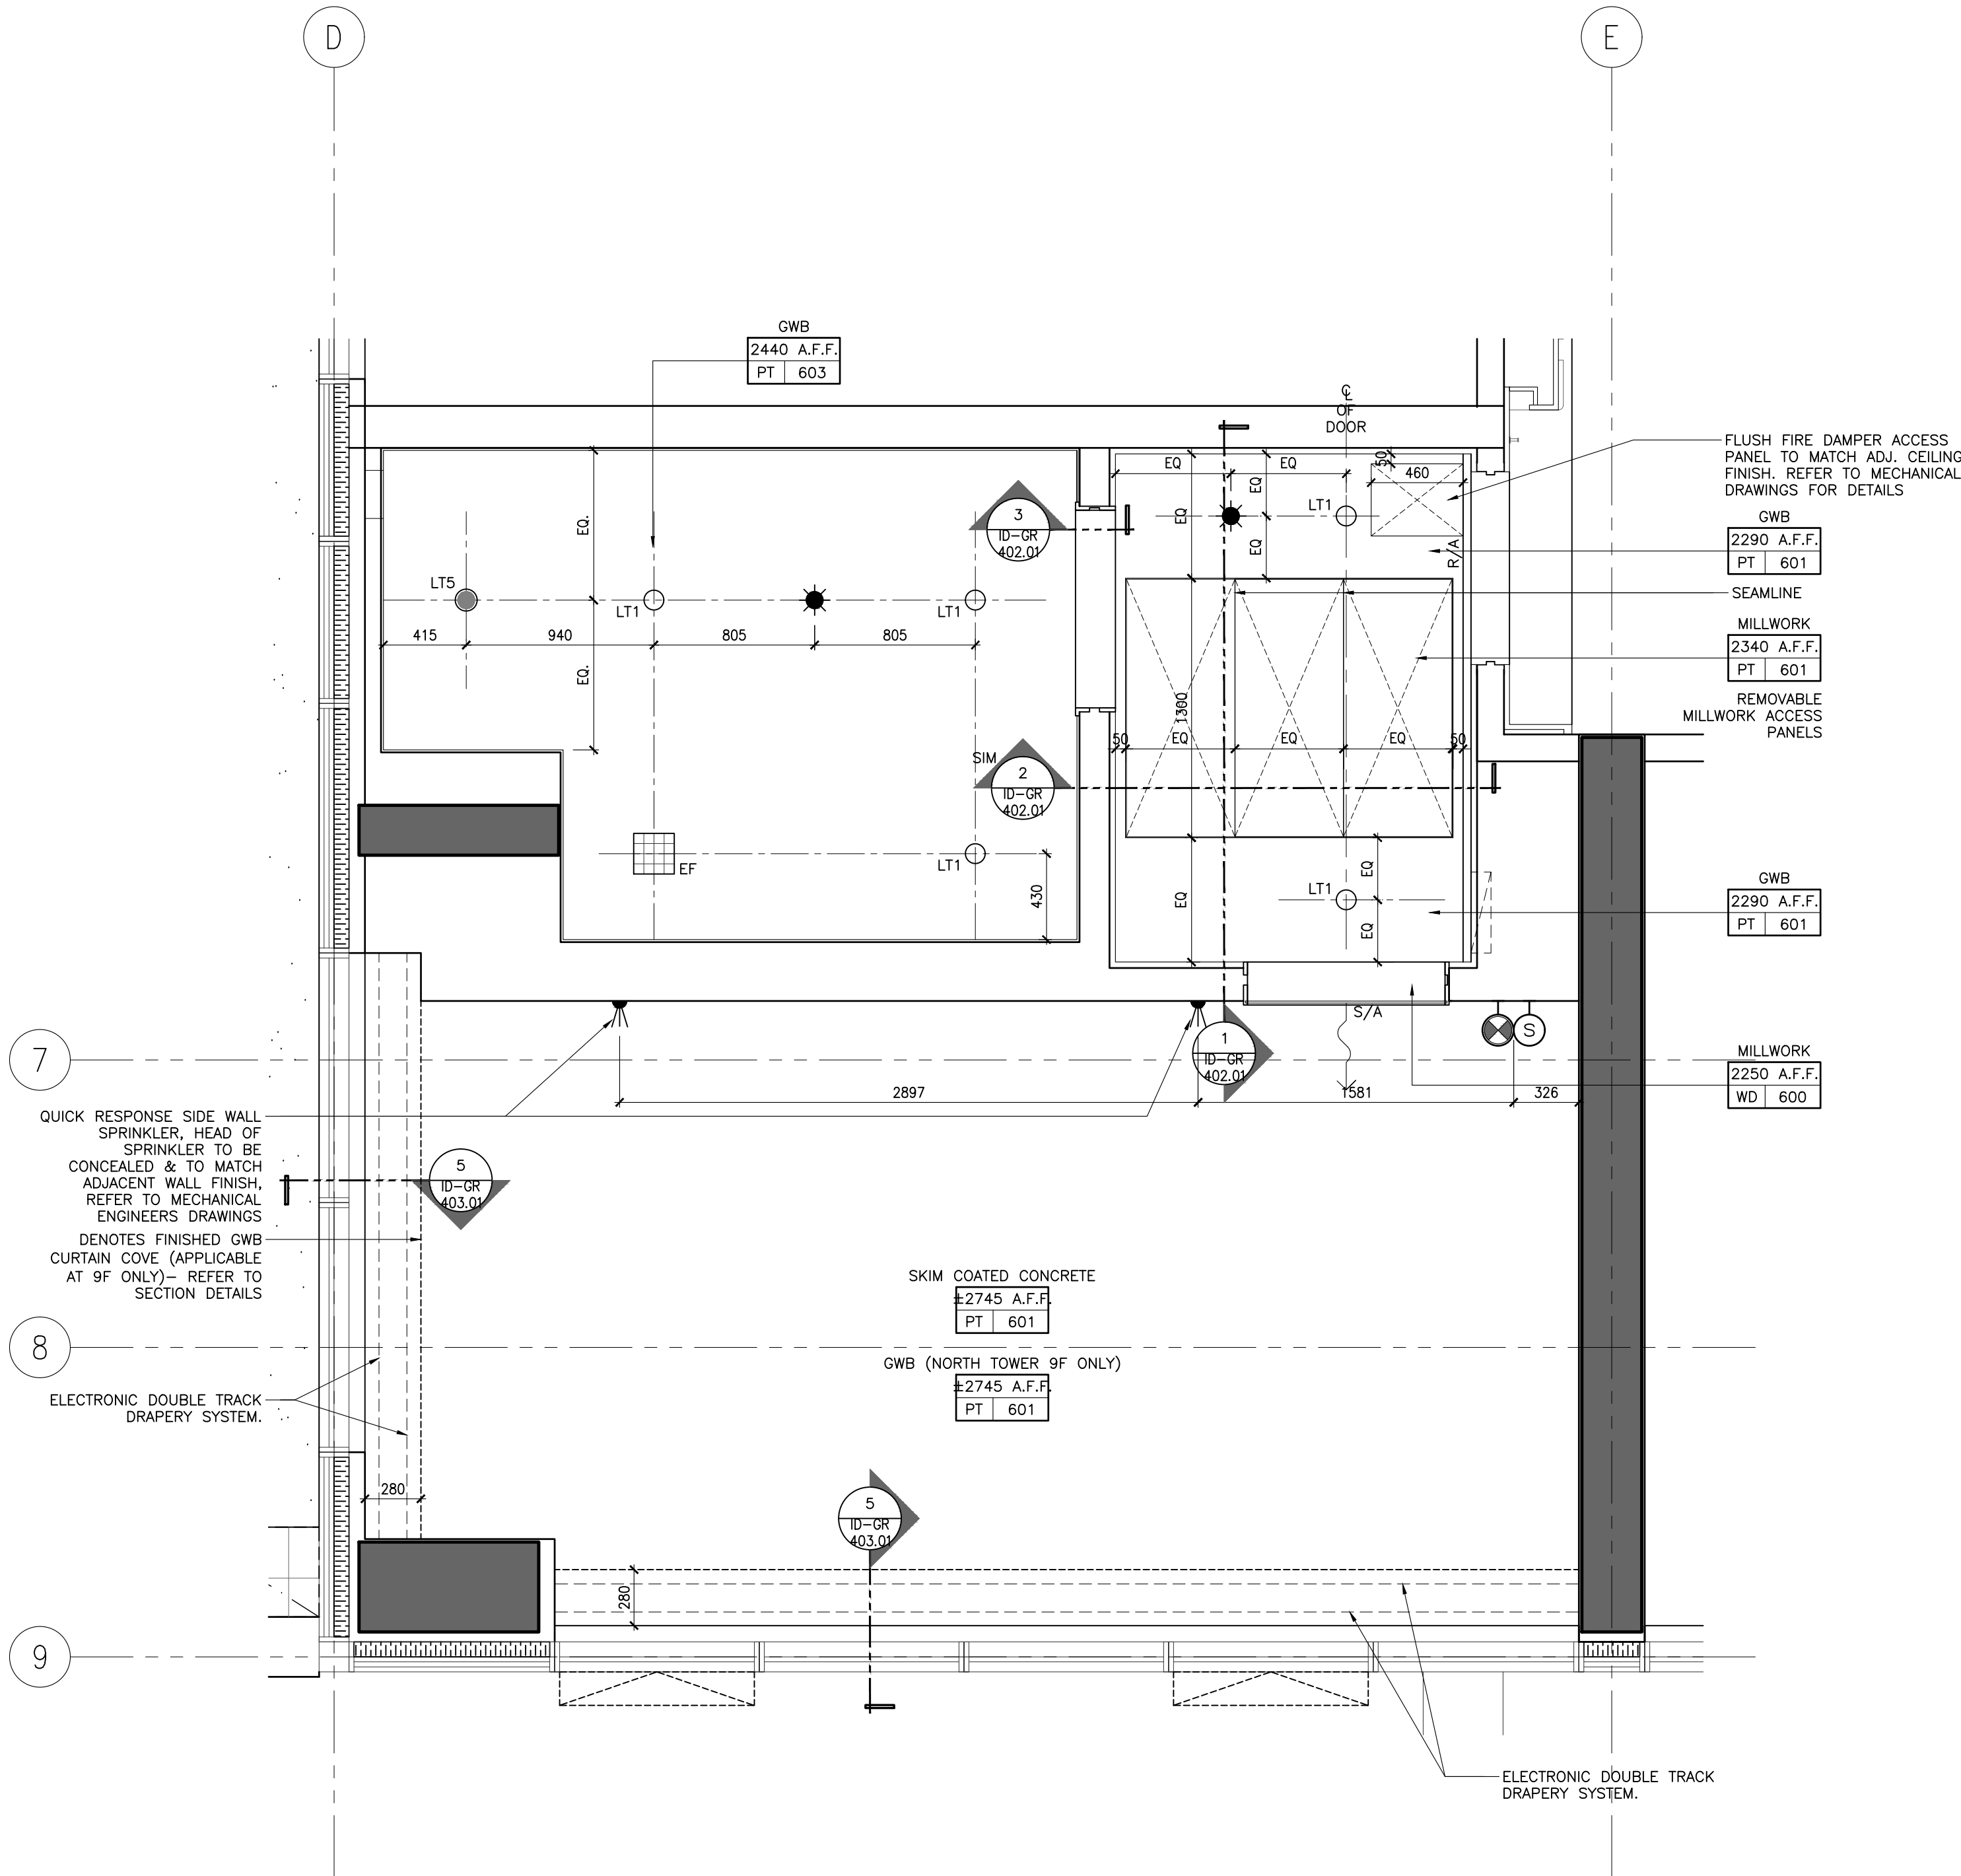 D
E
GWB
2440 A.F.F.
PT 603
℄
OF
DOOR
FLUSH FIRE DAMPER ACCESS
PANEL TO MATCH ADJ. CEILING
FINISH. REFER TO MECHANICAL
DRAWINGS FOR DETAILS
EQ
EQ
50
460
EQ
EQ
EQ
EQ.
EQ.
3
ID-GR
402.01
LT1
R/A
GWB
2290 A.F.F.
PT 601
SEAMLINE
LT5
LT1
LT1
415
940
805
805
MILLWORK
2340 A.F.F.
PT 601
REMOVABLE
MILLWORK ACCESS
PANELS
1300
50
EQ
EQ
EQ
50
SIM
2
ID-GR
402.01
EF
LT1
430
EQ
EQ
EQ
LT1
GWB
2290 A.F.F.
PT 601
S/A
S
7
1
ID-GR
402.01
MILLWORK
2250 A.F.F.
WD 600
2897
1581
326
QUICK RESPONSE SIDE WALL
SPRINKLER, HEAD OF
SPRINKLER TO BE
CONCEALED & TO MATCH
ADJACENT WALL FINISH,
REFER TO MECHANICAL
ENGINEERS DRAWINGS
5
ID-GR
403.01
DENOTES FINISHED GWB
CURTAIN COVE (APPLICABLE
AT 9F ONLY)- REFER TO
SECTION DETAILS
SKIM COATED CONCRETE
±2745 A.F.F.
PT 601
8
GWB (NORTH TOWER 9F ONLY)
±2745 A.F.F.
PT 601
ELECTRONIC DOUBLE TRACK
DRAPERY SYSTEM.
280
5
ID-GR
403.01
280
9
ELECTRONIC DOUBLE TRACK
DRAPERY SYSTEM.